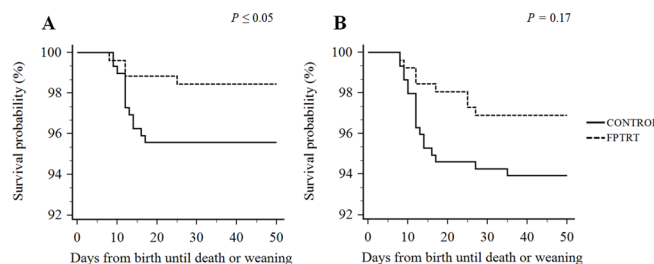 A
P ≤ 0.05
Survival probability (%)
100
98
96
94
92
0 10 20 30 40 50
Days from birth until death or weaning
B
P = 0.17
Survival probability (%)
100
98
96
94
92
0 10 20 30 40 50
Days from birth until death or weaning
CONTROL
FPTRT